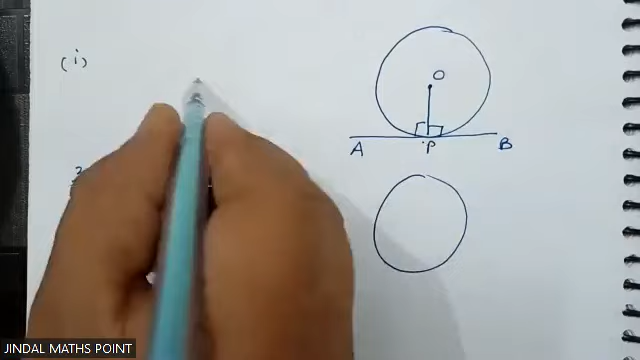 (i)
O
A P B
JINDAL MATHS POINT